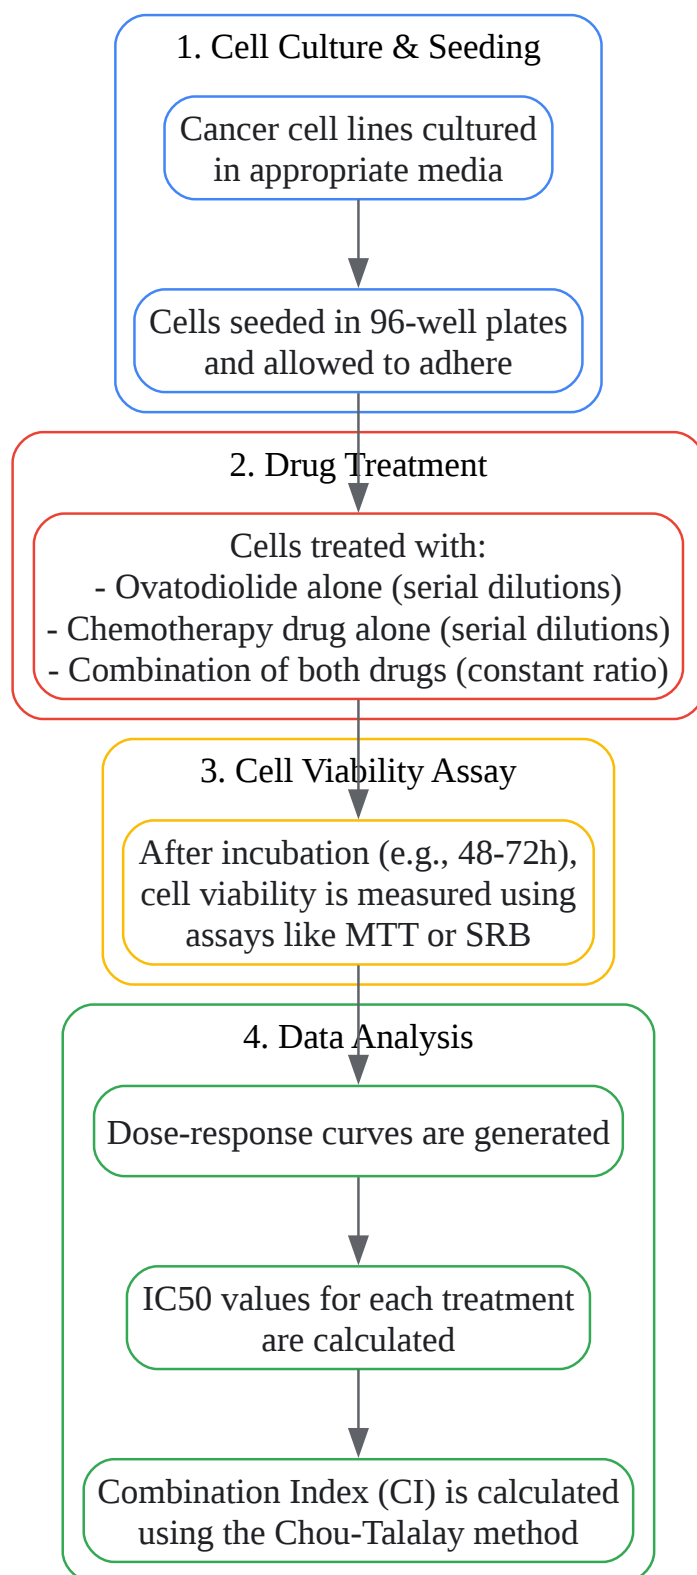 1. Cell Culture & Seeding
Cancer cell lines cultured
in appropriate media
Cells seeded in 96-well plates
and allowed to adhere
2. Drug Treatment
Cells treated with:
- Ovatodiolide alone (serial dilutions)
- Chemotherapy drug alone (serial dilutions)
- Combination of both drugs (constant ratio)
3. Cell Viability Assay
After incubation (e.g., 48-72h),
cell viability is measured using
assays like MTT or SRB
4. Data Analysis
Dose-response curves are generated
IC50 values for each treatment
are calculated
Combination Index (CI) is calculated
using the Chou-Talalay method